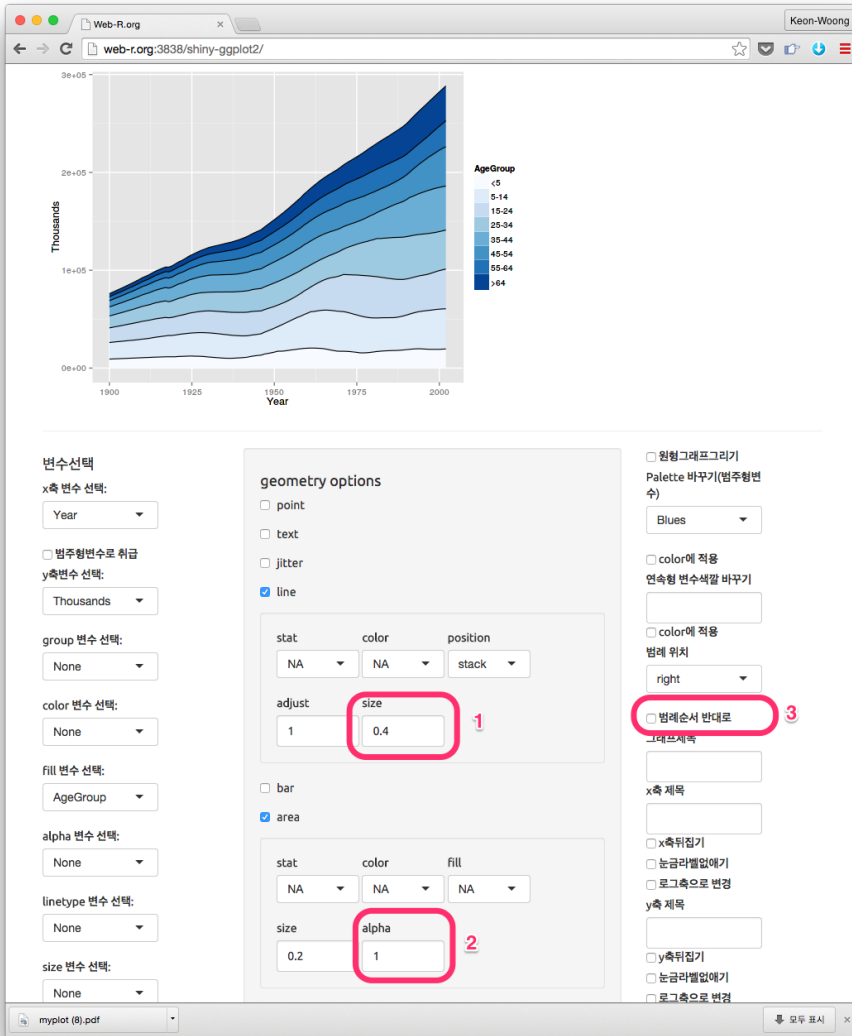 Web-R.org
Keon-Woong
web-r.org:3838/shiny-ggplot2/
3e+05
2e+05
1e+05
0e+00
Thousands
1900
1925
1950
1975
2000
Year
AgeGroup
<5
5-14
15-24
25-34
35-44
45-54
55-64
>64
변수선택
x축 변수 선택:
Year
범주형변수로 취급
y축변수 선택:
Thousands
group 변수 선택:
None
color 변수 선택:
None
fill 변수 선택:
AgeGroup
alpha 변수 선택:
None
linetype 변수 선택:
None
size 변수 선택:
None
geometry options
point
text
jitter
line
stat color position
NA NA stack
adjust size
1 0.4
1
bar
area
stat color fill
NA NA NA
size alpha
0.2 1
2
원형그래프그리기
Palette 바꾸기(범주형변
수)
Blues
color에 적용
연속형 변수색깔 바꾸기
color에 적용
범례 위치
right
범례순서 반대로
3
그래프제목
x축 제목
x축뒤집기
눈금라벨없애기
로그축으로 변경
y축 제목
y축뒤집기
눈금라벨없애기
로그축으로 변경
myplot (8).pdf
모두 표시